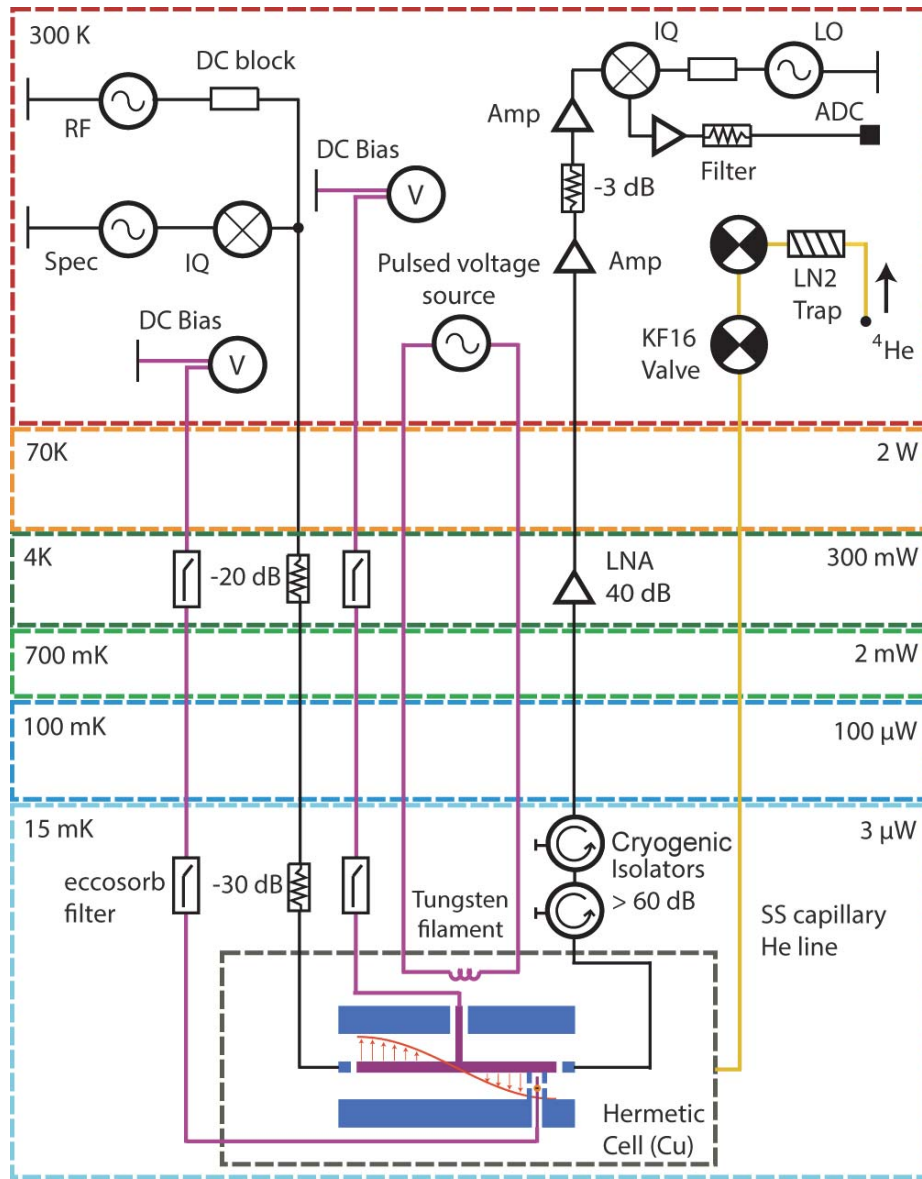 300 K
DC block
RF
Spec
IQ
DC Bias
V
DC Bias
V
Pulsed voltage
source
IQ
LO
Amp
ADC
Filter
-3 dB
Amp
LN2
Trap
KF16
Valve
⁴He
70K
2 W
4K
-20 dB
LNA
40 dB
300 mW
700 mK
2 mW
100 mK
100 µW
15 mK
3 µW
eccosorb
filter
-30 dB
Tungsten
filament
Cryogenic
Isolators
> 60 dB
SS capillary
He line
Hermetic
Cell (Cu)